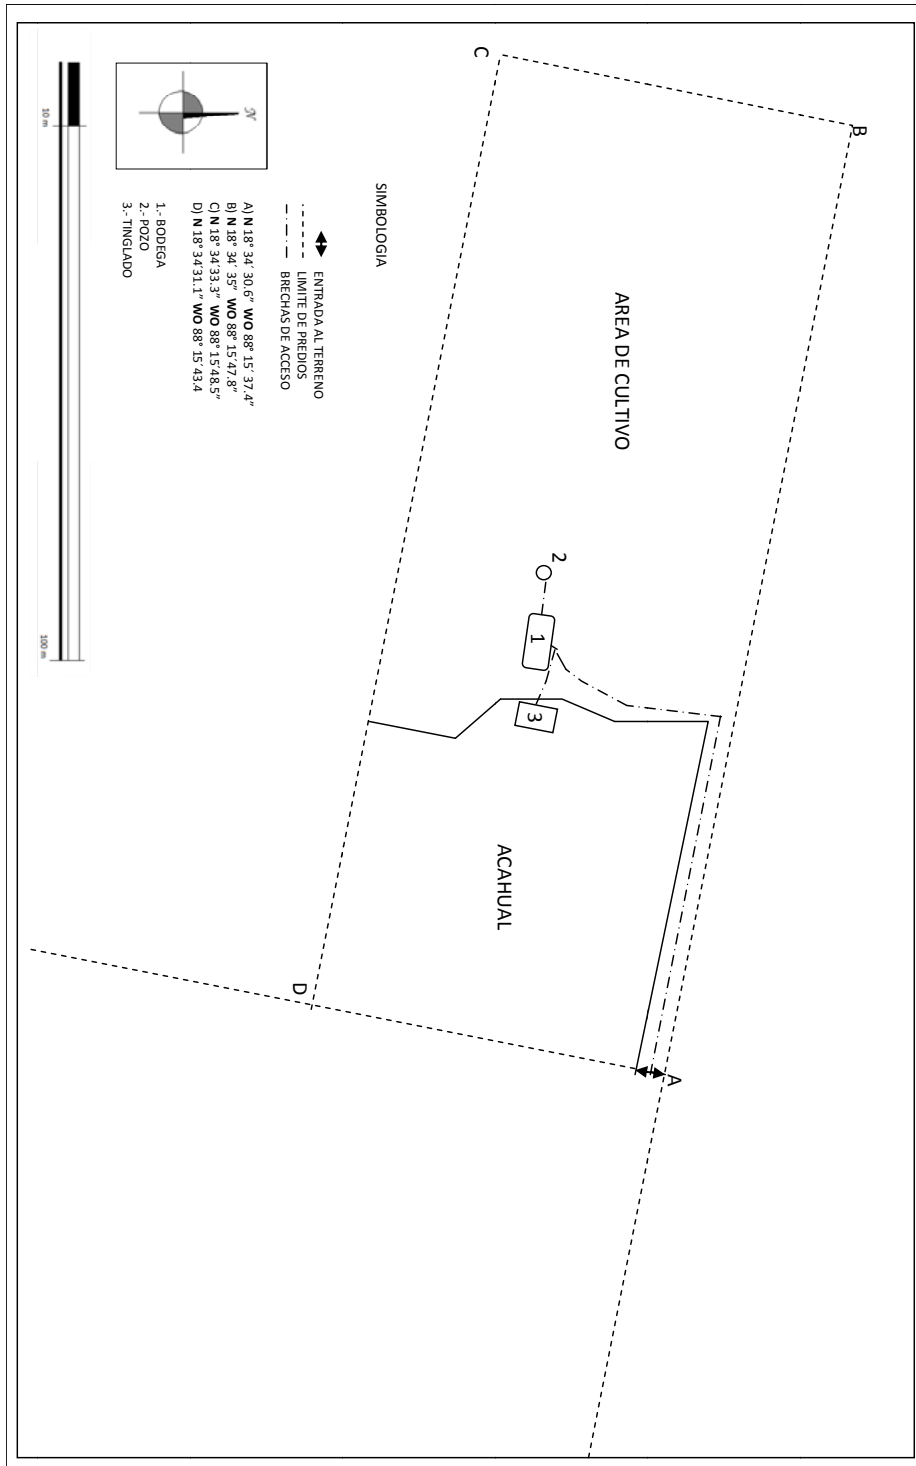 B
C
AREA DE CULTIVO
2
1
3
ACAHUAL
A
D
SIMBOLOGIA
ENTRADA AL TERRENO
LIMITE DE PREDIOS
BRECHAS DE ACCESO
A) N 18° 34´ 30.6” WO 88° 15´ 37.4”
B) N 18° 34´ 35” WO 88° 15´47.8”
C) N 18° 34´33.3” WO 88° 15´48.5”
D) N 18° 34´31.1” WO 88° 15´43.4
1.- BODEGA
2.- POZO
3.- TINGLADO
N
10 m
100 m